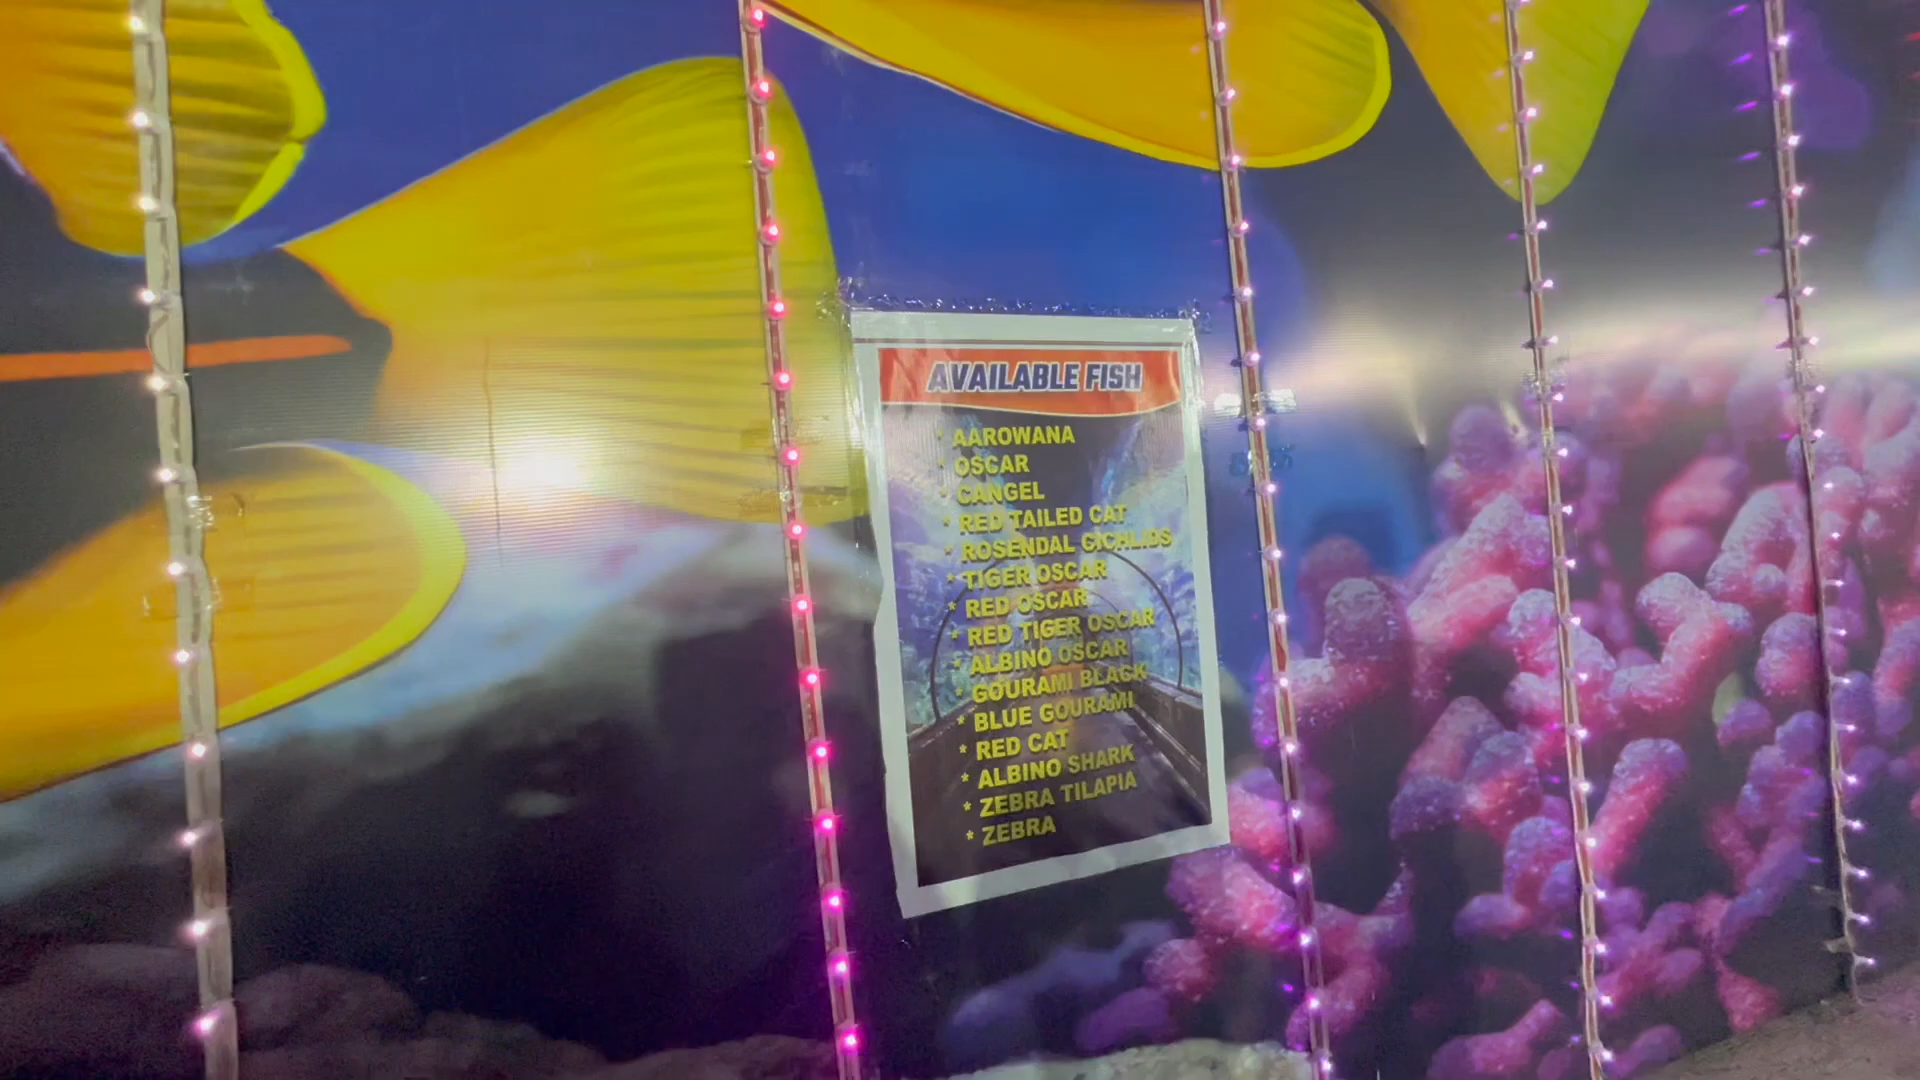 AVAILABLE FISH
* AAROWANA
* OSCAR
* CANGEL
* RED TAILED CAT
* ROSENDAL CICHLIDS
* TIGER OSCAR
* RED OSCAR
* RED TIGER OSCAR
* ALBINO OSCAR
* GOURAMI BLACK
* BLUE GOURAMI
* RED CAT
* ALBINO SHARK
* ZEBRA TILAPIA
* ZEBRA